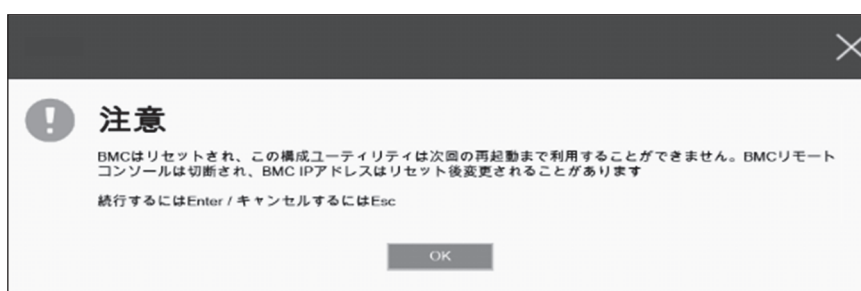 注意
BMCはリセットされ、この構成ユーティリティは次回の再起動まで利用することができません。BMCリモート
コンソールは切断され、BMC IPアドレスはリセット後変更されることがあります
続行するにはEnter / キャンセルするにはEsc
OK